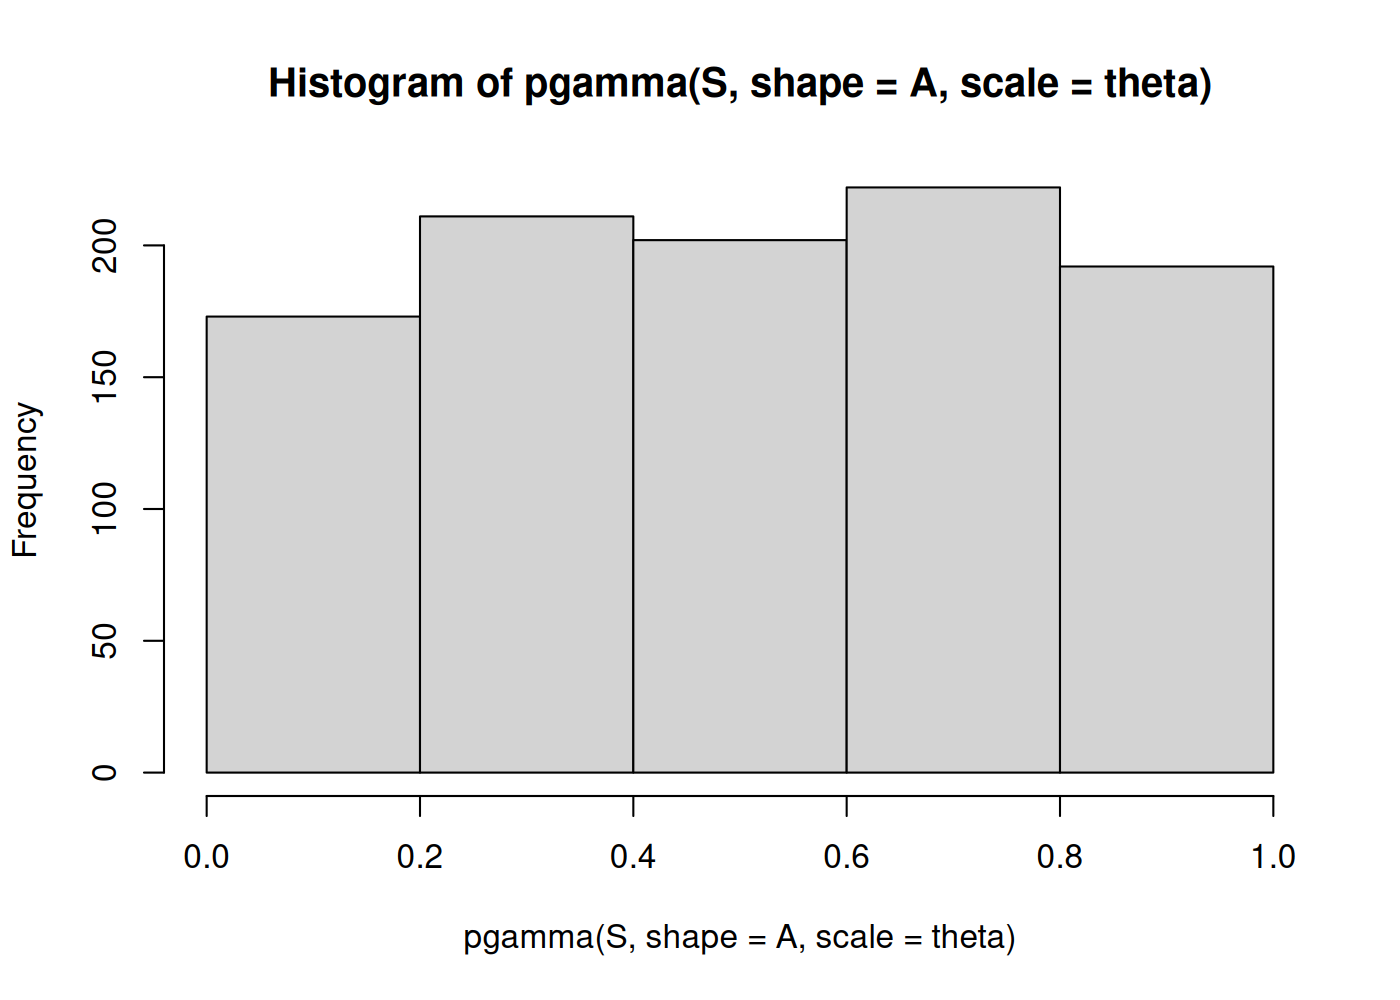 Histogram of pgamma(S, shape = A, scale = theta)
Frequency
200
150
100
50
0
0.0 0.2 0.4 0.6 0.8 1.0
pgamma(S, shape = A, scale = theta)